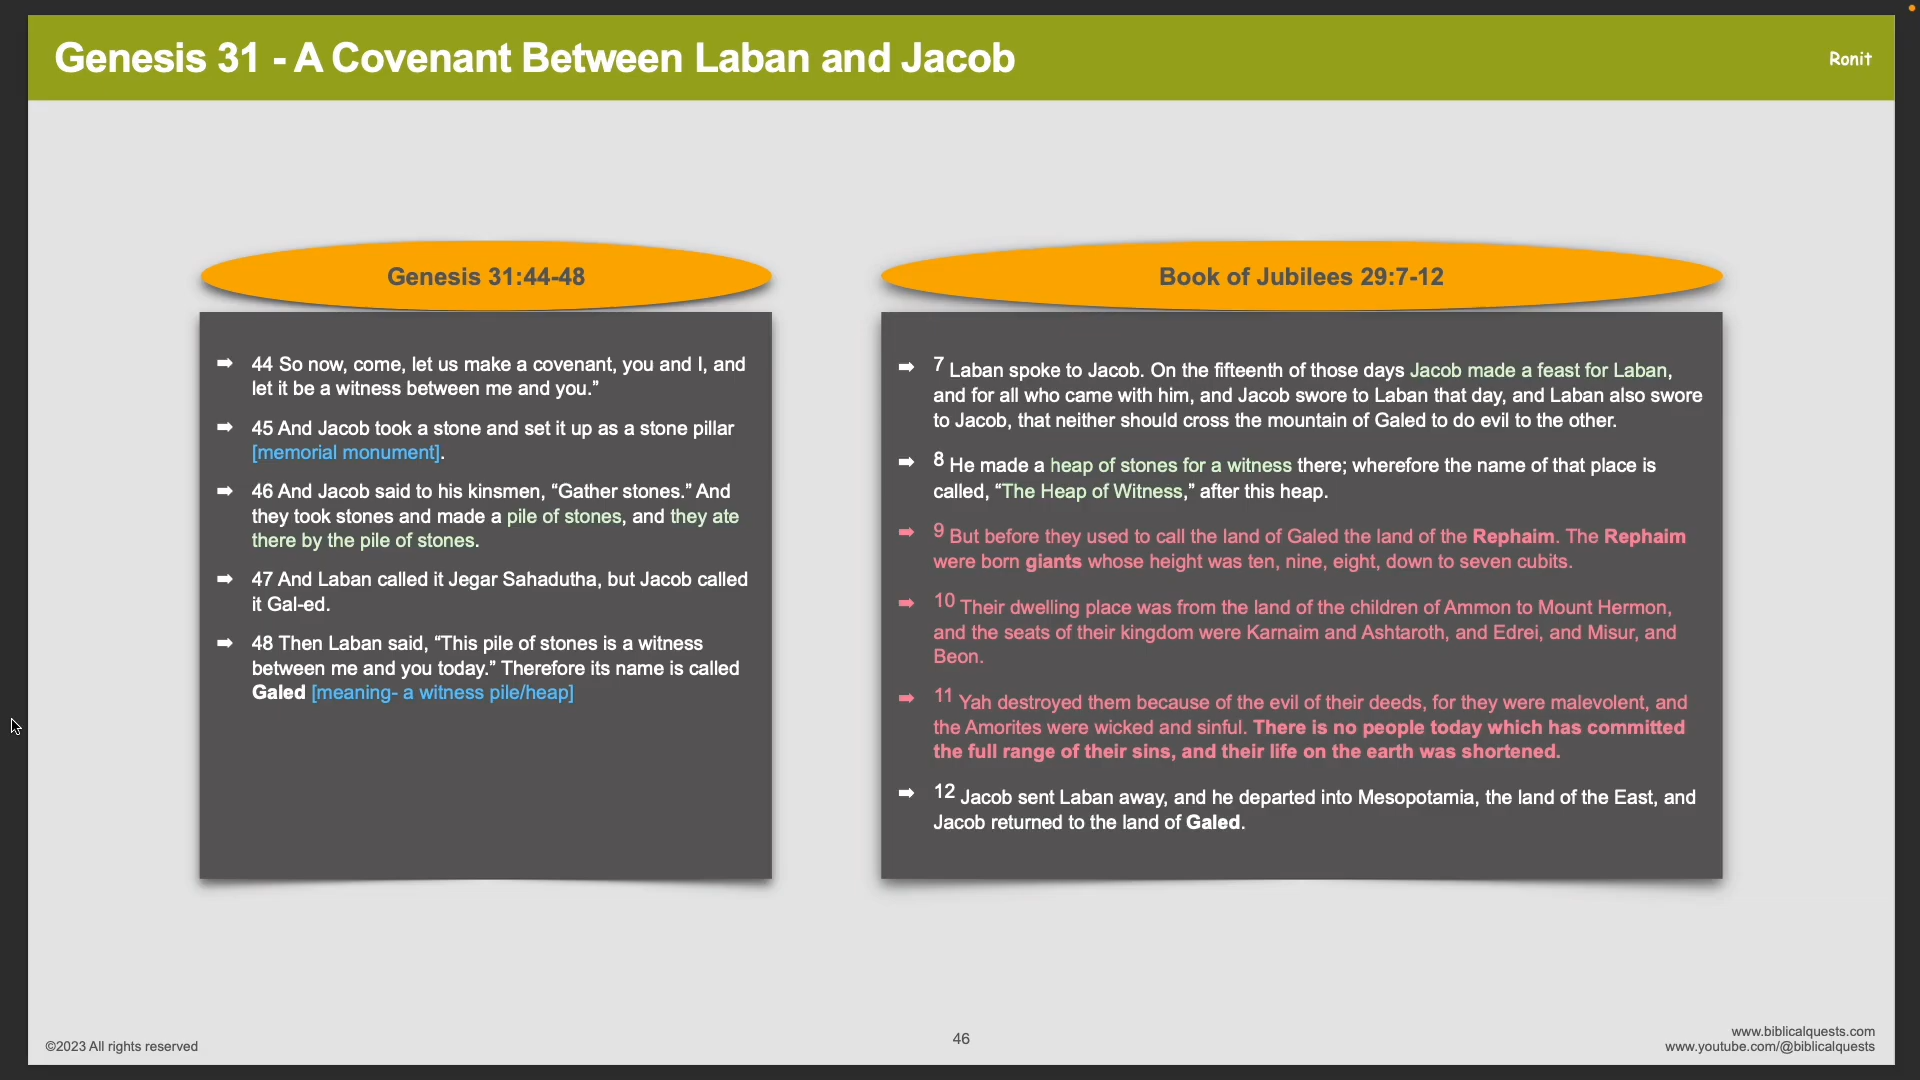 Genesis 31 - A Covenant Between Laban and Jacob
Ronit
Genesis 31:44-48
➡ 44 So now, come, let us make a covenant, you and I, and
let it be a witness between me and you.”
➡ 45 And Jacob took a stone and set it up as a stone pillar
[memorial monument].
➡ 46 And Jacob said to his kinsmen, “Gather stones.” And
they took stones and made a pile of stones, and they ate
there by the pile of stones.
➡ 47 And Laban called it Jegar Sahadutha, but Jacob called
it Gal-ed.
➡ 48 Then Laban said, “This pile of stones is a witness
between me and you today.” Therefore its name is called
Galed [meaning- a witness pile/heap]
Book of Jubilees 29:7-12
➡ 7 Laban spoke to Jacob. On the fifteenth of those days Jacob made a feast for Laban,
and for all who came with him, and Jacob swore to Laban that day, and Laban also swore
to Jacob, that neither should cross the mountain of Galed to do evil to the other.
➡ 8 He made a heap of stones for a witness there; wherefore the name of that place is
called, “The Heap of Witness,” after this heap.
➡ 9 But before they used to call the land of Galed the land of the Rephaim. The Rephaim
were born giants whose height was ten, nine, eight, down to seven cubits.
➡ 10 Their dwelling place was from the land of the children of Ammon to Mount Hermon,
and the seats of their kingdom were Karnaim and Ashtaroth, and Edrei, and Misur, and
Beon.
➡ 11 Yah destroyed them because of the evil of their deeds, for they were malevolent, and
the Amorites were wicked and sinful. There is no people today which has committed
the full range of their sins, and their life on the earth was shortened.
➡ 12 Jacob sent Laban away, and he departed into Mesopotamia, the land of the East, and
Jacob returned to the land of Galed.
©2023 All rights reserved
46
www.biblicalquests.com
www.youtube.com/@biblicalquests